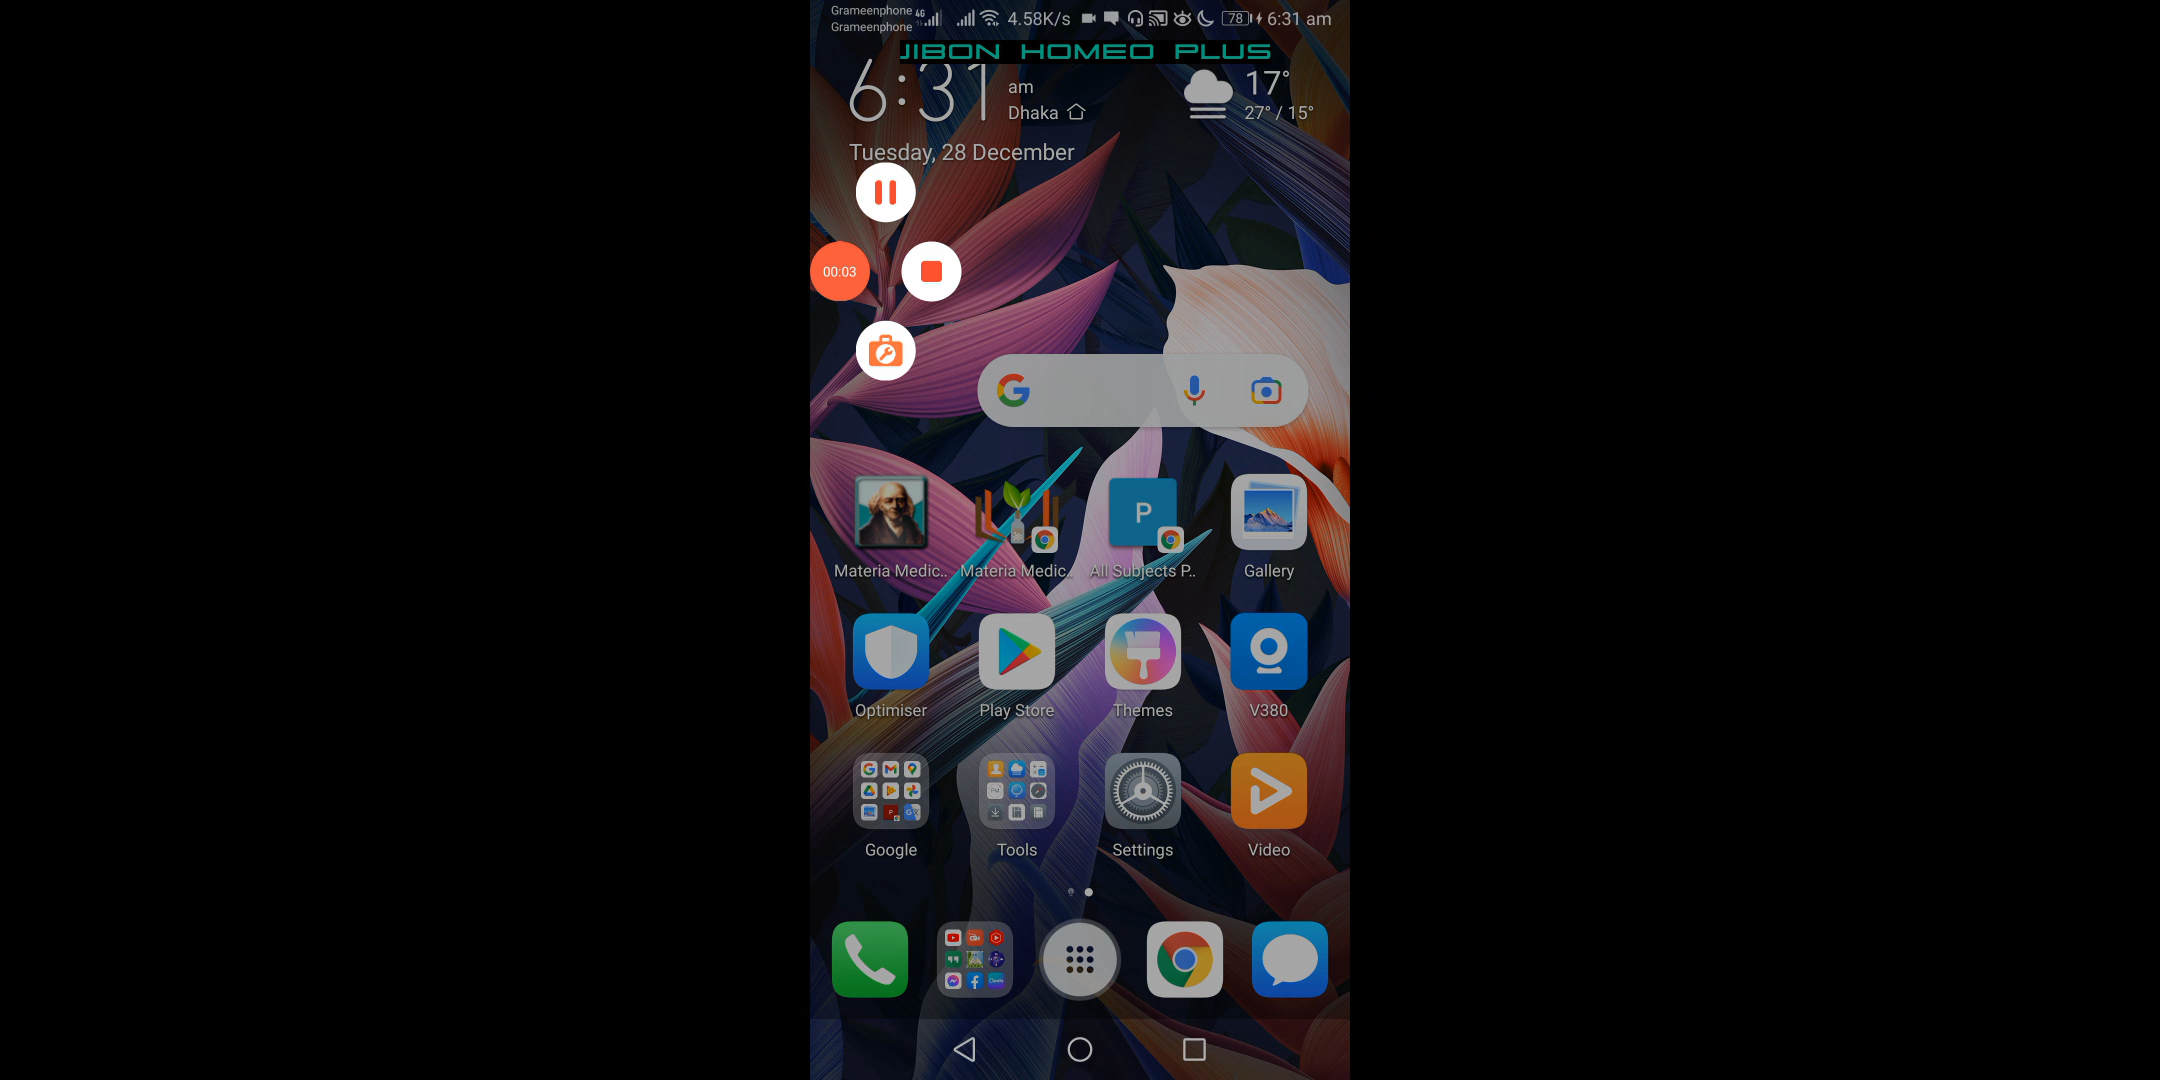 Grameenphone 4G 4.58K/s 78 6:31 am
Grameenphone
JIBON HOMEO PLUS
6:31 am 17°
Dhaka 27° / 15°
Tuesday, 28 December
00:03
P
Materia Medic.. Materia Medic.. All Subjects P.. Gallery
Optimiser Play Store Themes V380
Google Tools Settings Video